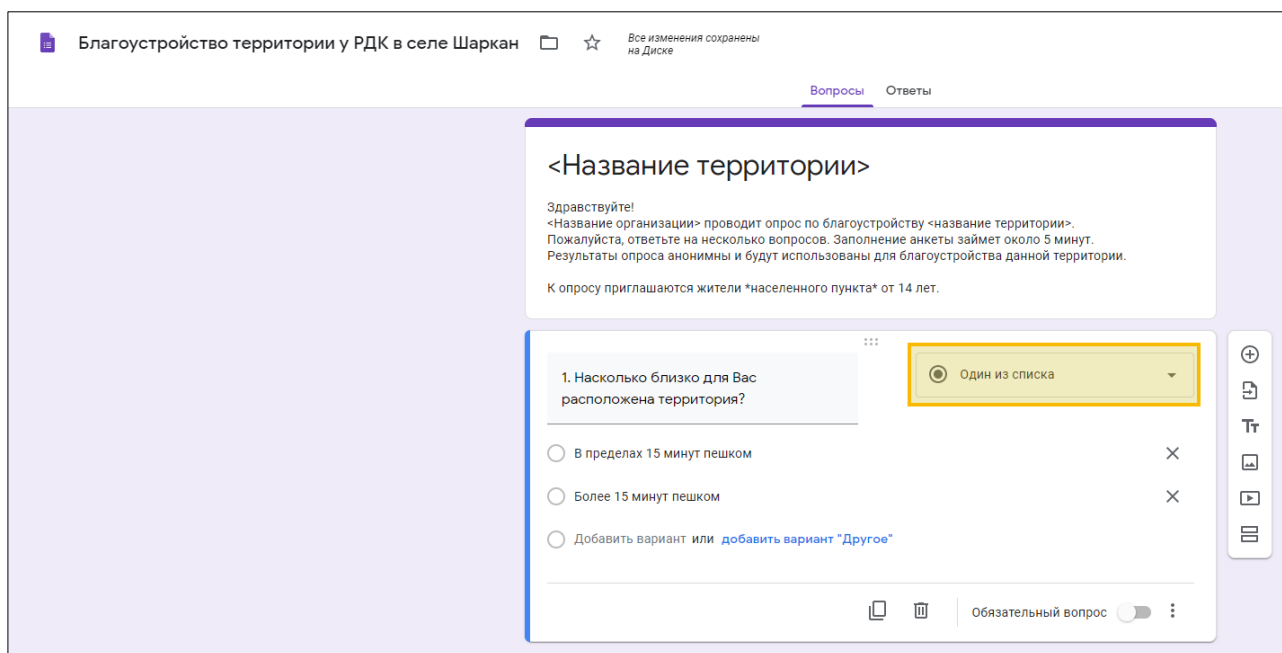 Благоустройство территории у РДК в селе Шаркан
Все изменения сохранены
на Диске
Вопросы Ответы
<Название территории>
Здравствуйте!
<Название организации> проводит опрос по благоустройству <название территории>.
Пожалуйста, ответьте на несколько вопросов. Заполнение анкеты займет около 5 минут.
Результаты опроса анонимны и будут использованы для благоустройства данной территории.
К опросу приглашаются жители *населенного пункта* от 14 лет.
1. Насколько близко для Вас
расположена территория?
Один из списка
В пределах 15 минут пешком
Более 15 минут пешком
Добавить вариант или добавить вариант "Другое"
Обязательный вопрос